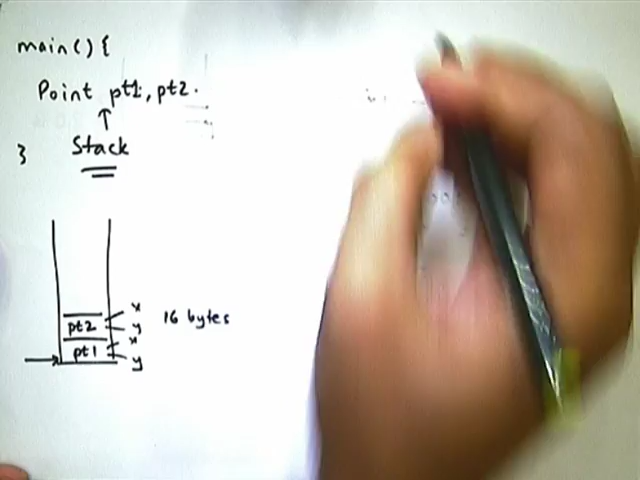 main() {
Point pt1, pt2.
Stack
}
x
pt2
y
16 bytes
x
pt1
y